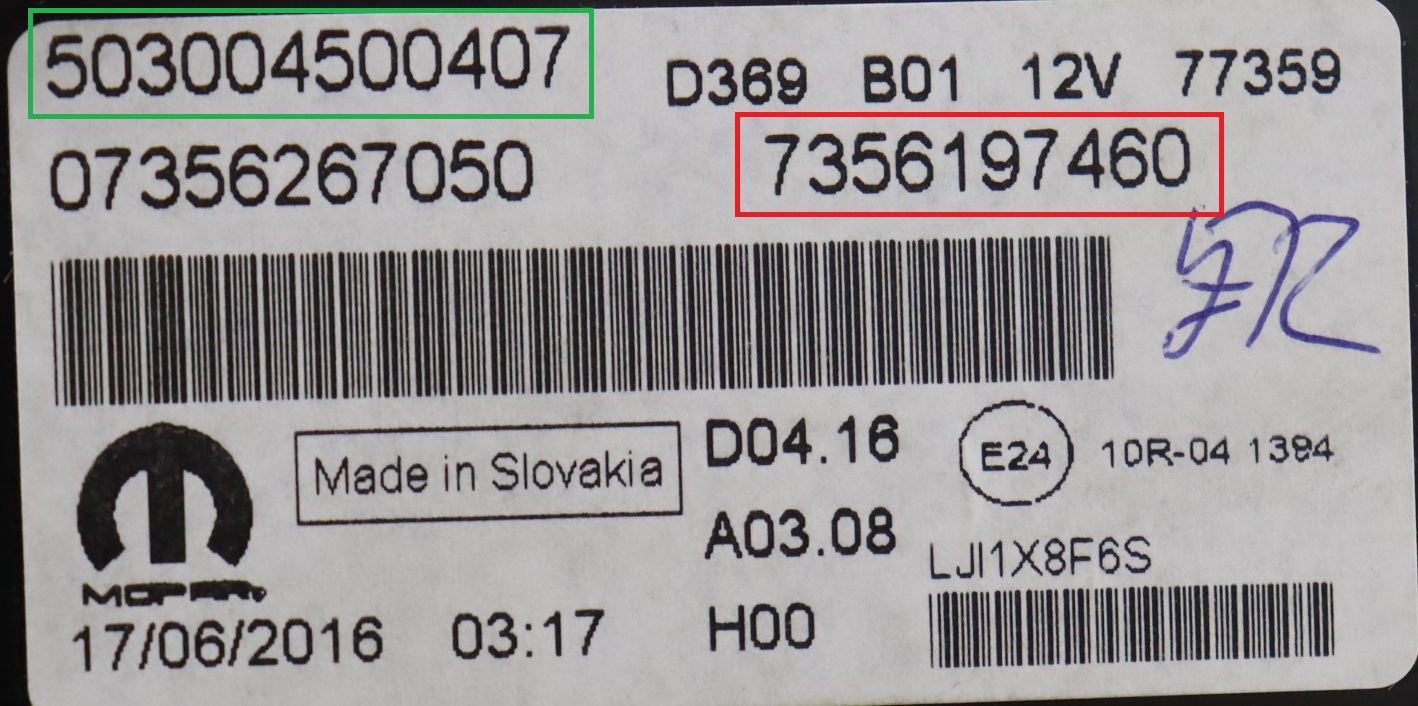 503004500407
D369 B01 12V 77359
07356267050
7356197460
Made in Slovakia
D04.16
E24
10R-04 1384
A03.08
LJI1X8F6S
MOPAR
17/06/2016 03:17
H00